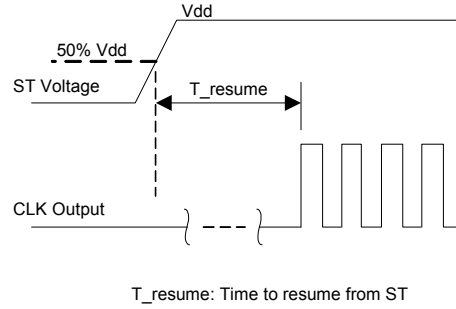 Vdd
50% Vdd
ST Voltage
T_resume
CLK Output
T_resume: Time to resume from ST